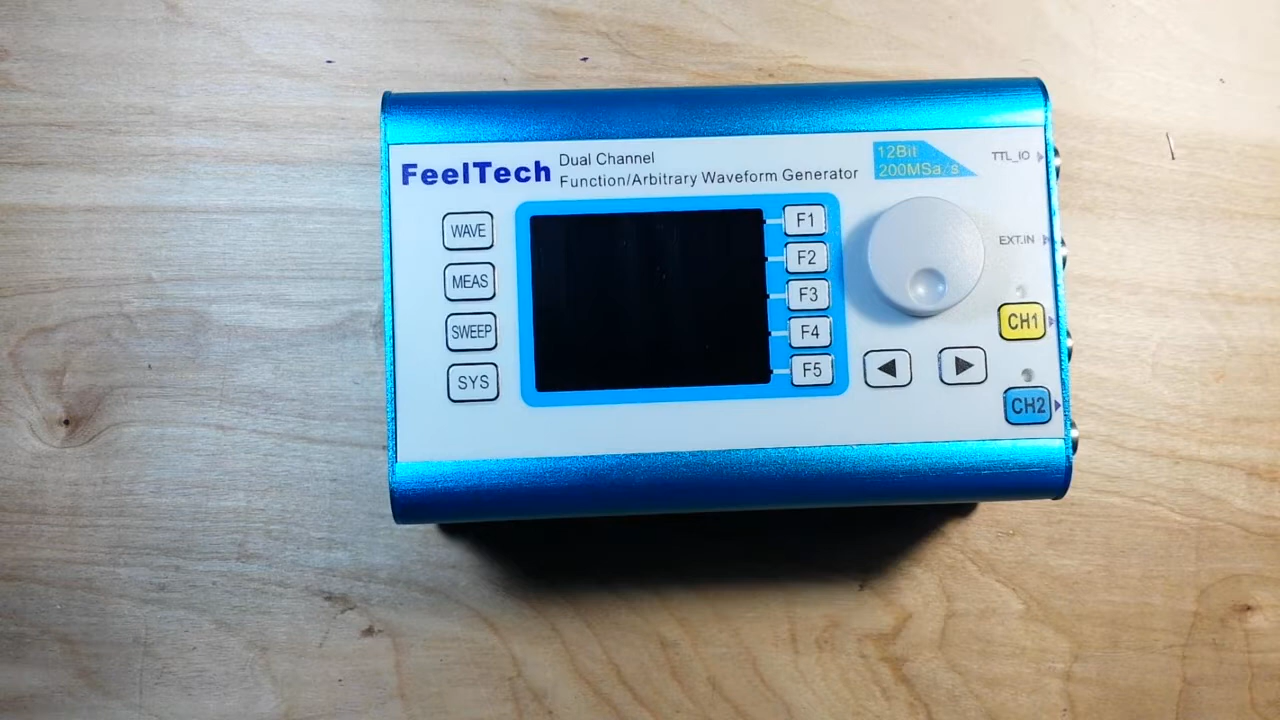 FeelTech
Dual Channel
Function/Arbitrary Waveform Generator
12Bit
200MSa/s
TTL_IO
WAVE
MEAS
SWEEP
SYS
F1
F2
F3
F4
F5
EXT.IN
CH1
CH2